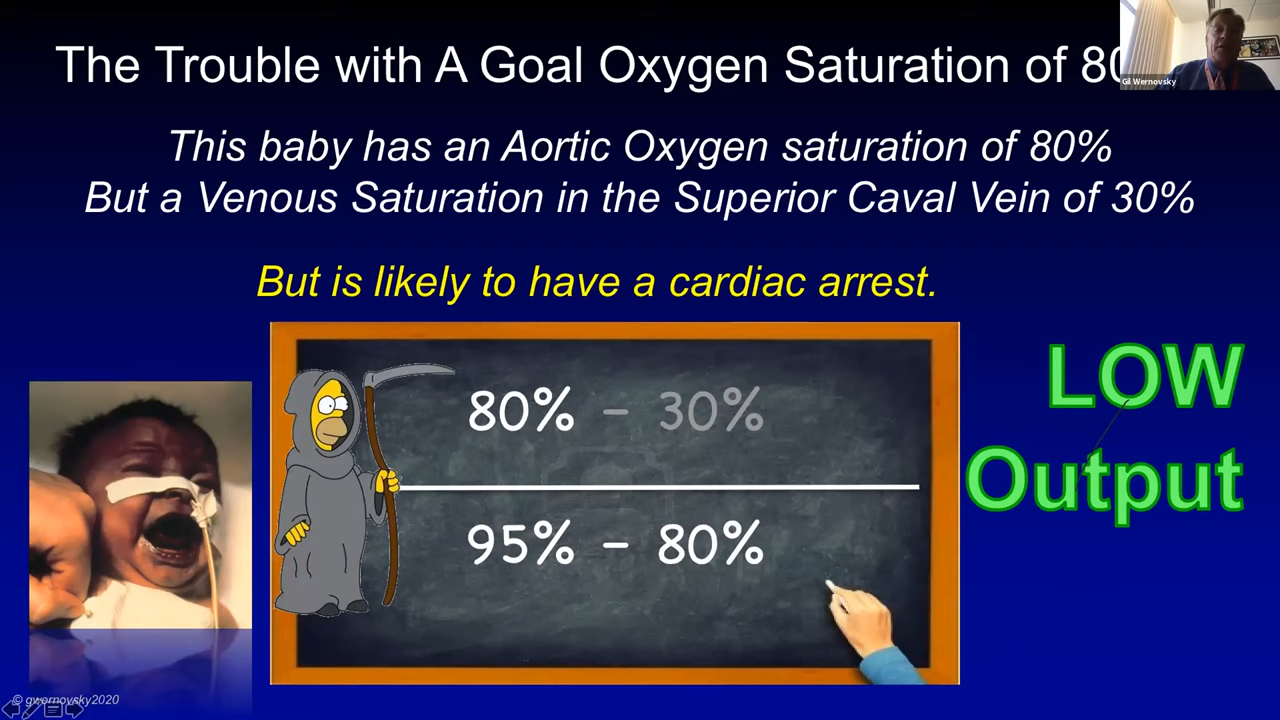 The Trouble with A Goal Oxygen Saturation of 80
Gil Wernovsky
This baby has an Aortic Oxygen saturation of 80%
But a Venous Saturation in the Superior Caval Vein of 30%
But is likely to have a cardiac arrest.
80% – 30%
95% – 80%
LOW
Output
© gwernovsky2020